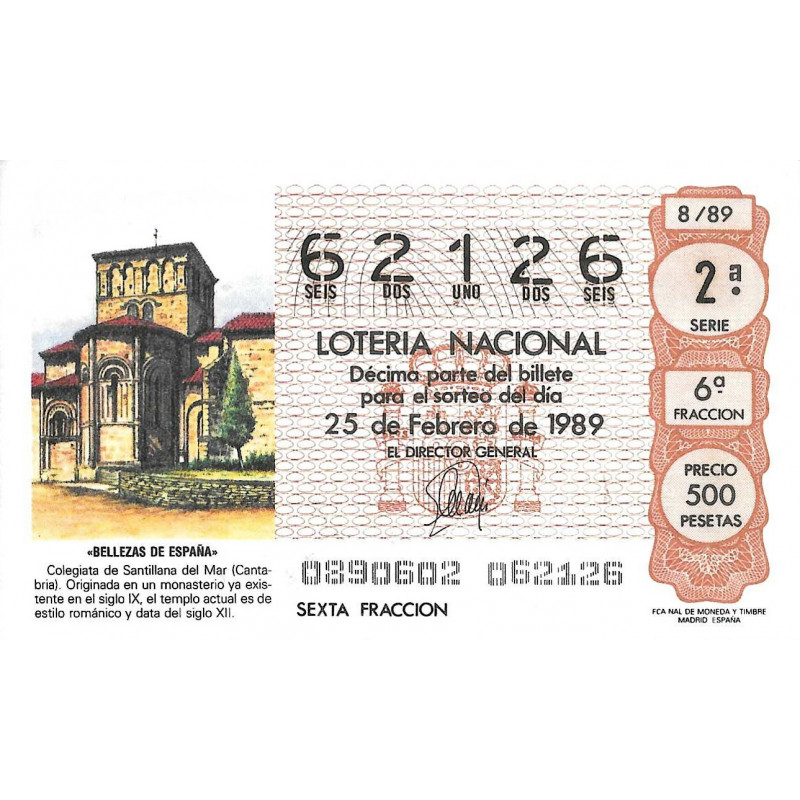 6 2 1 2 6
SEIS DOS UNO DOS SEIS
LOTERIA NACIONAL
Décima parte del billete
para el sorteo del día
25 de Febrero de 1989
EL DIRECTOR GENERAL
0890602 062126
SEXTA FRACCION
8/89
2.ª
SERIE
6ª
FRACCION
PRECIO
500
PESETAS
FCA NAL DE MONEDA Y TIMBRE
MADRID ESPAÑA
«BELLEZAS DE ESPAÑA»
Colegiata de Santillana del Mar (Canta-
bria). Originada en un monasterio ya exis-
tente en el siglo IX, el templo actual es de
estilo románico y data del siglo XII.